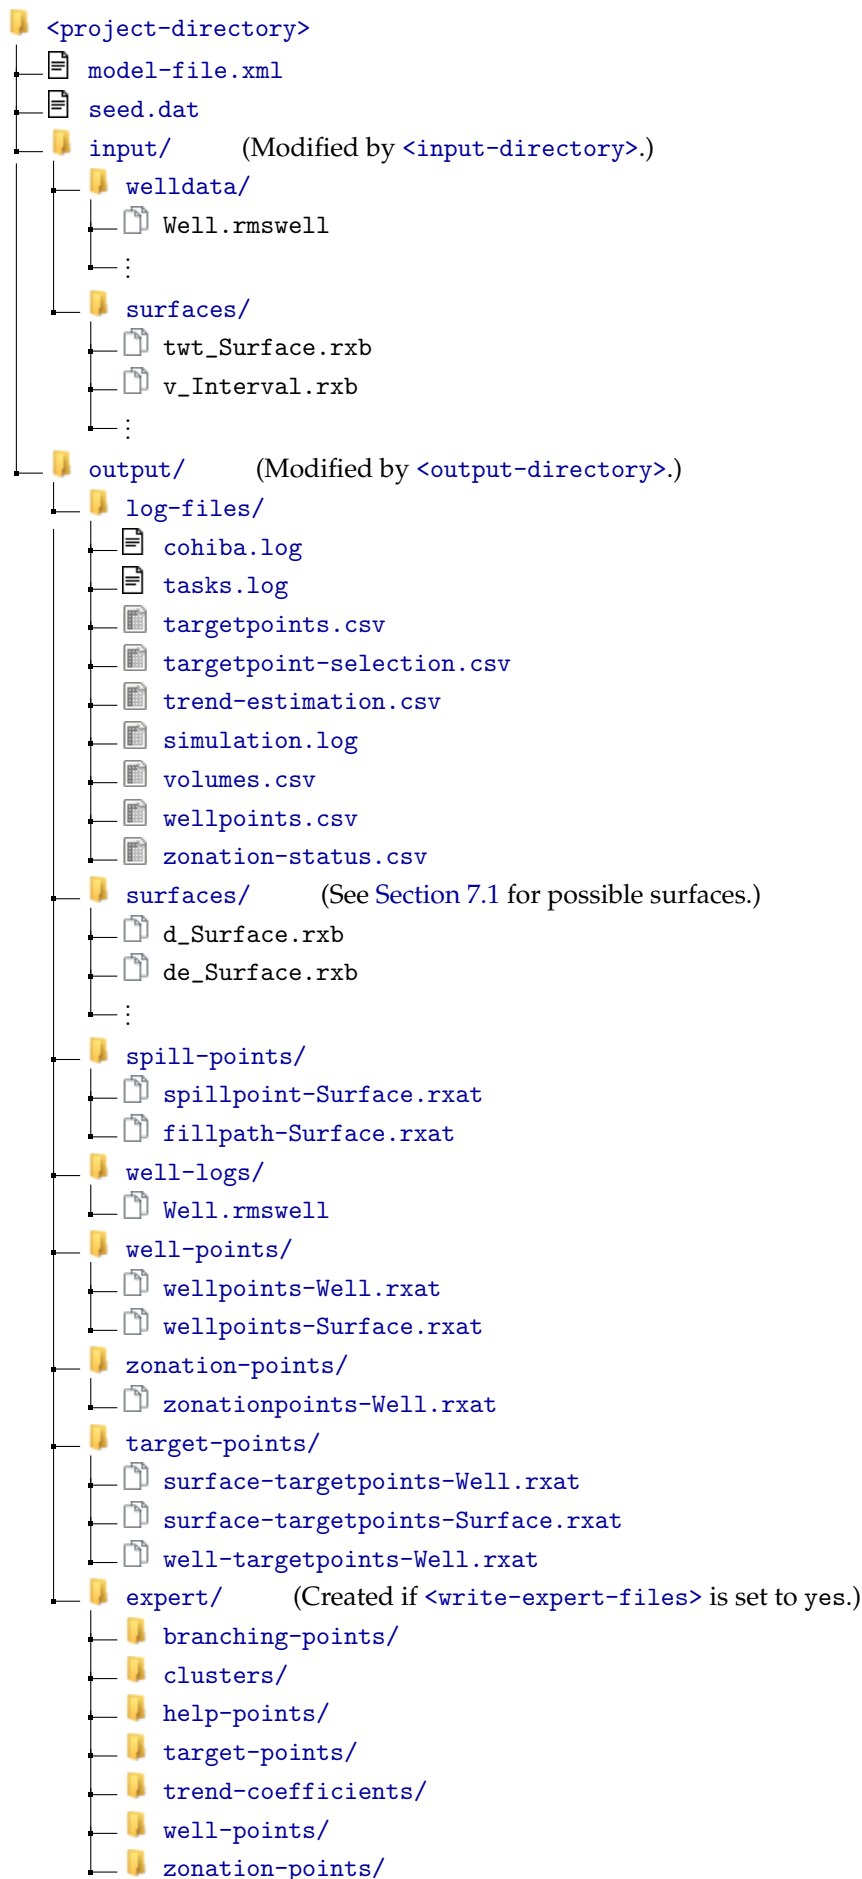 <project-directory>
model-file.xml
seed.dat
input/ (Modified by <input-directory>.)
welldata/
Well.rmswell
⋮
surfaces/
twt_Surface.rxb
v_Interval.rxb
⋮
output/ (Modified by <output-directory>.)
log-files/
cohiba.log
tasks.log
targetpoints.csv
targetpoint-selection.csv
trend-estimation.csv
simulation.log
volumes.csv
wellpoints.csv
zonation-status.csv
surfaces/ (See Section 7.1 for possible surfaces.)
d_Surface.rxb
de_Surface.rxb
⋮
spill-points/
spillpoint-Surface.rxat
fillpath-Surface.rxat
well-logs/
Well.rmswell
well-points/
wellpoints-Well.rxat
wellpoints-Surface.rxat
zonation-points/
zonationpoints-Well.rxat
target-points/
surface-targetpoints-Well.rxat
surface-targetpoints-Surface.rxat
well-targetpoints-Well.rxat
expert/ (Created if <write-expert-files> is set to yes.)
branching-points/
clusters/
help-points/
target-points/
trend-coefficients/
well-points/
zonation-points/